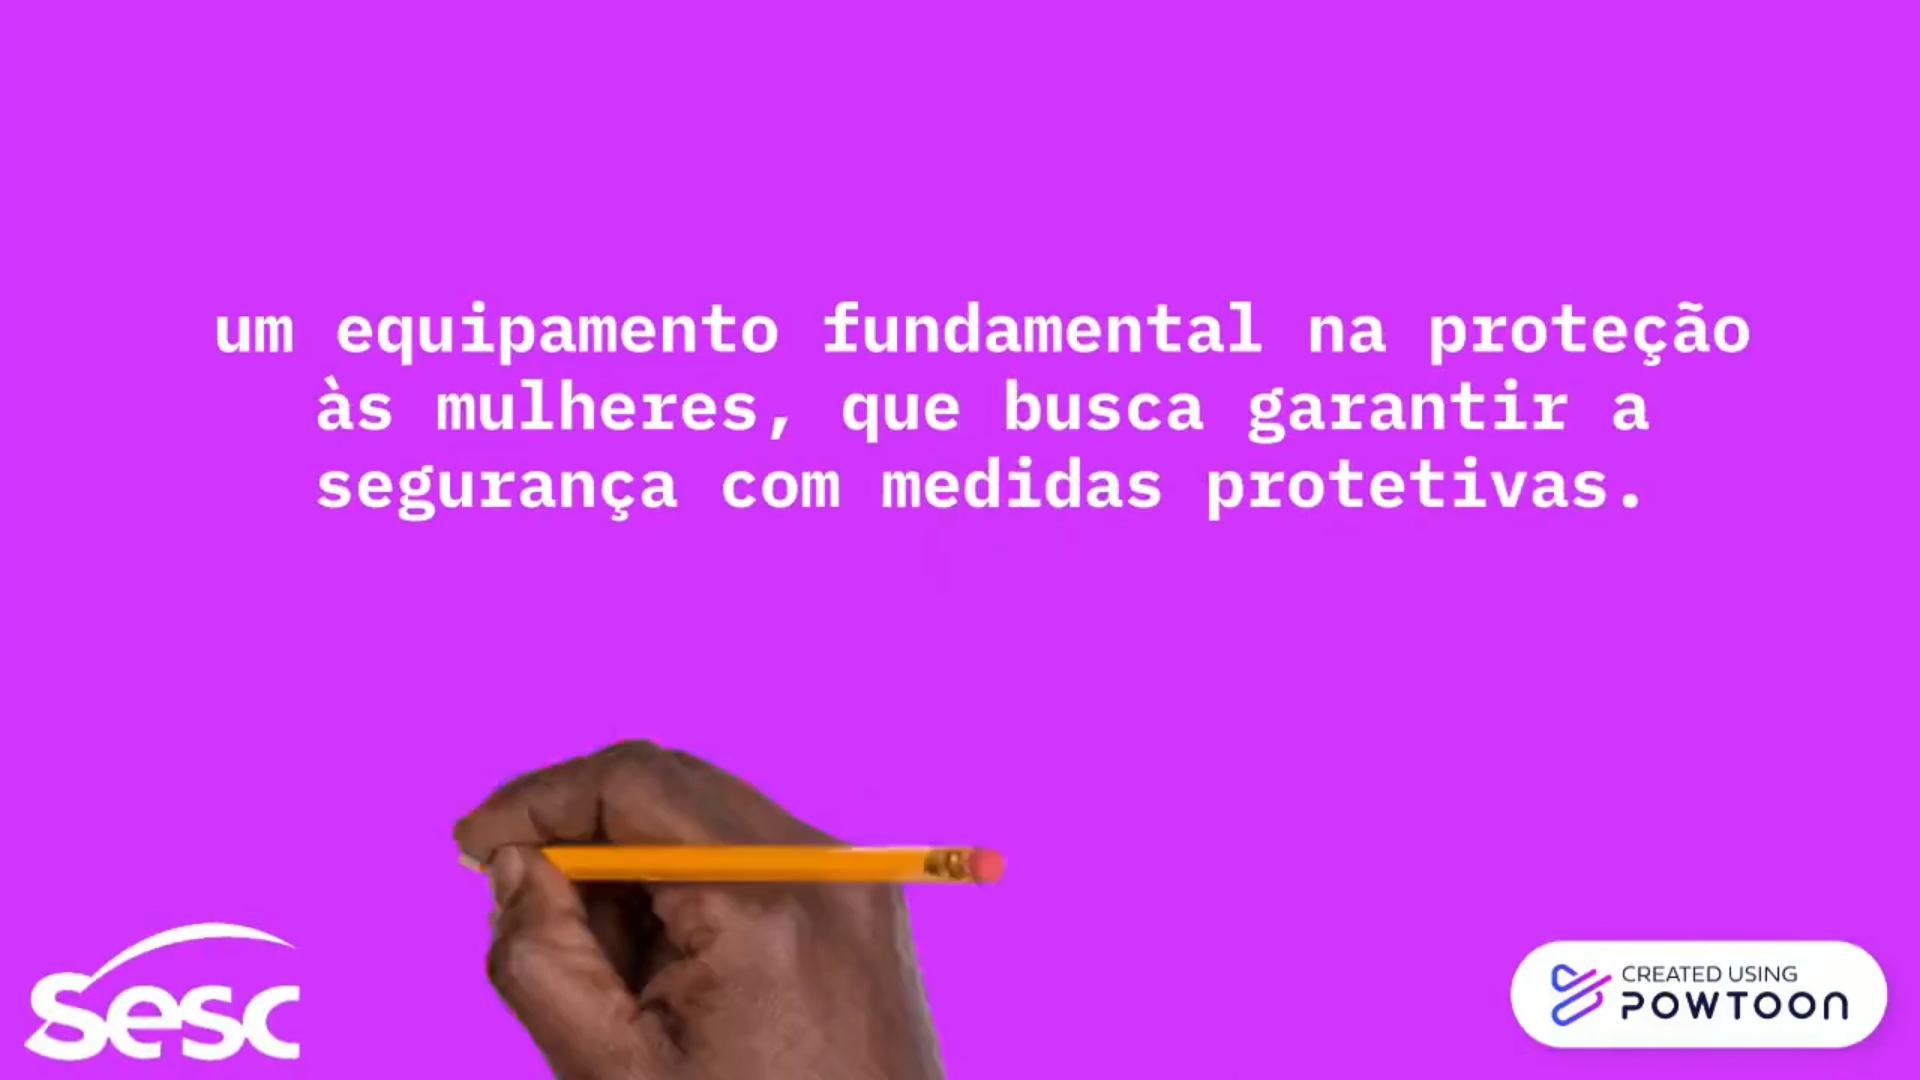 um equipamento fundamental na proteção
às mulheres, que busca garantir a
segurança com medidas protetivas.
Sesc
CREATED USING
POWTOON